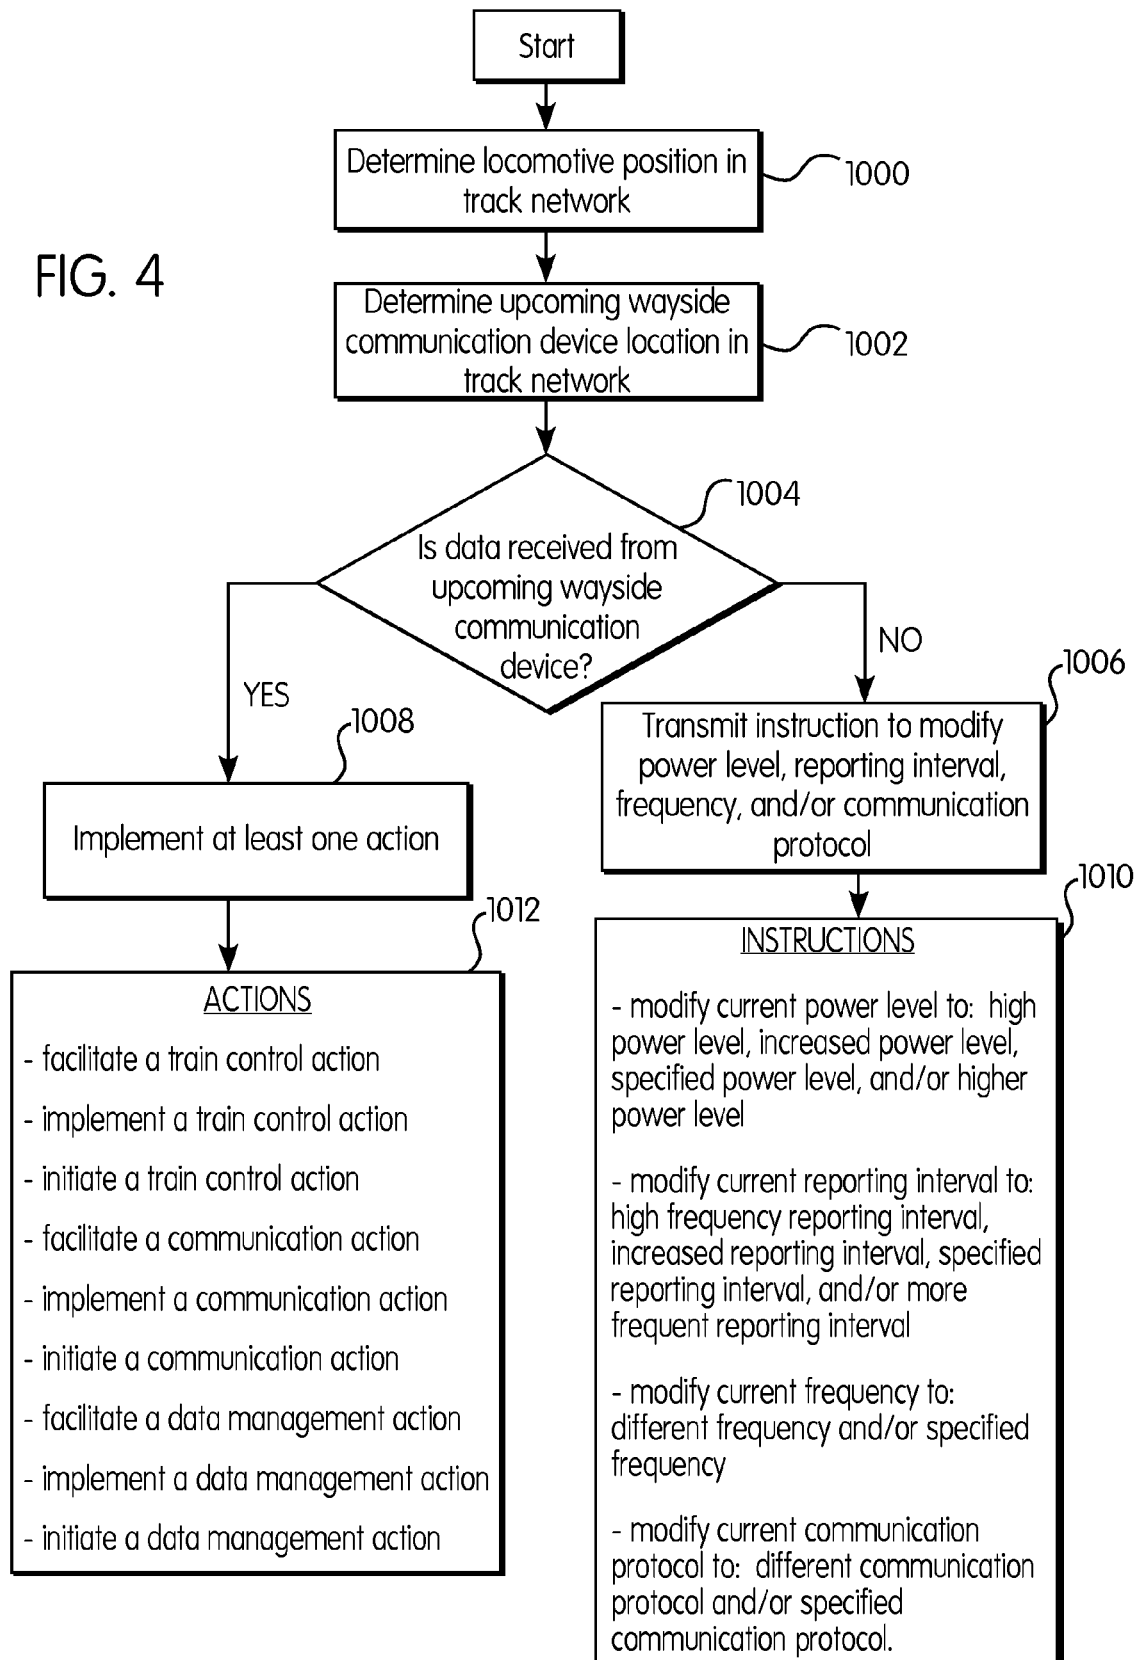 Start
Determine locomotive position in
track network
1000
FIG. 4
Determine upcoming wayside
communication device location in
track network
1002
1004
Is data received from
upcoming wayside
communication
device?
NO
YES
1006
Transmit instruction to modify
power level, reporting interval,
frequency, and/or communication
protocol
1008
Implement at least one action
1012
ACTIONS
- facilitate a train control action
- implement a train control action
- initiate a train control action
- facilitate a communication action
- implement a communication action
- initiate a communication action
- facilitate a data management action
- implement a data management action
- initiate a data management action
1010
INSTRUCTIONS
- modify current power level to: high
power level, increased power level,
specified power level, and/or higher
power level
- modify current reporting interval to:
high frequency reporting interval,
increased reporting interval, specified
reporting interval, and/or more
frequent reporting interval
- modify current frequency to:
different frequency and/or specified
frequency
- modify current communication
protocol to: different communication
protocol and/or specified
communication protocol.